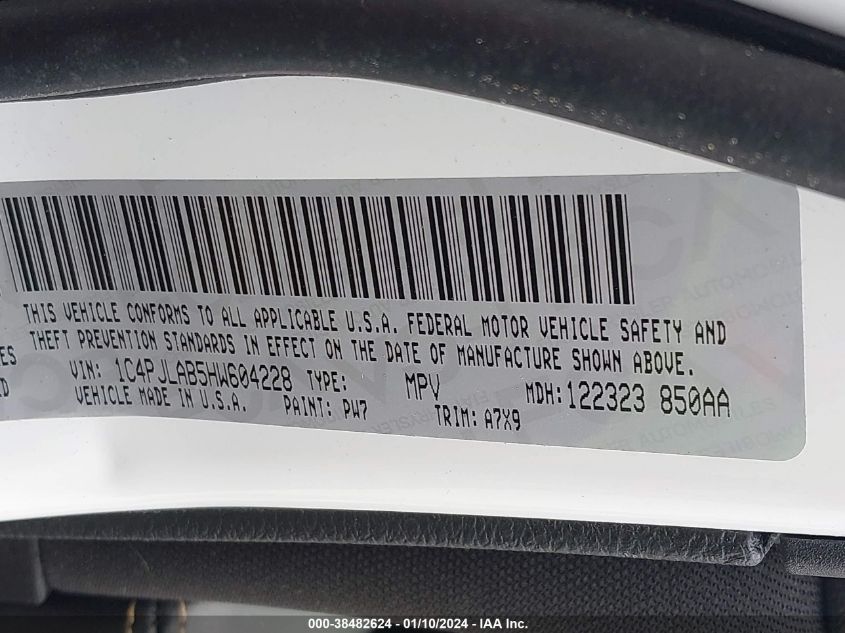 THIS VEHICLE CONFORMS TO ALL APPLICABLE U.S.A. FEDERAL MOTOR VEHICLE SAFETY AND
THEFT PREVENTION STANDARDS IN EFFECT ON THE DATE OF MANUFACTURE SHOWN ABOVE.
VIN: 1C4PJLAB5HW604228 TYPE: MPV MDH: 122323 850AA
VEHICLE MADE IN U.S.A. PAINT: PW7 TRIM: A7X9
000-38482624 - 01/10/2024 - IAA Inc.